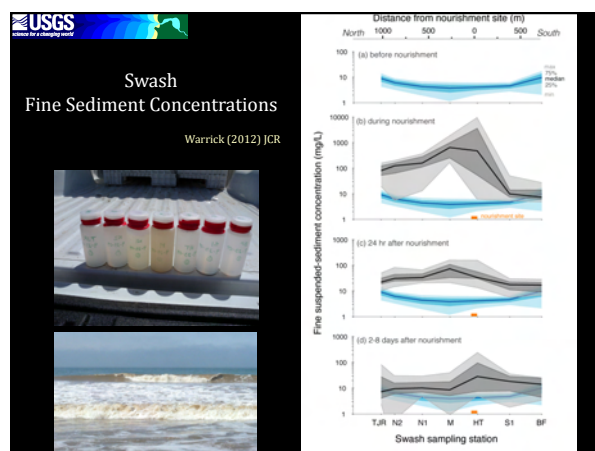 USGS
science for a changing world
Swash
Fine Sediment Concentrations
Warrick (2012) JCR
Distance from nourishment site (m)
North 1000 500 0 500 South
Fine suspended-sediment concentration (mg/L)
(a) before nourishment
100
10
1
max
75%
median
25%
min
(b) during nourishment
10000
1000
100
10
1
nourishment site
(c) 24 hr after nourishment
1000
100
10
1
(d) 2-8 days after nourishment
1000
100
10
1
TJR N2 N1 M HT S1 BF
Swash sampling station